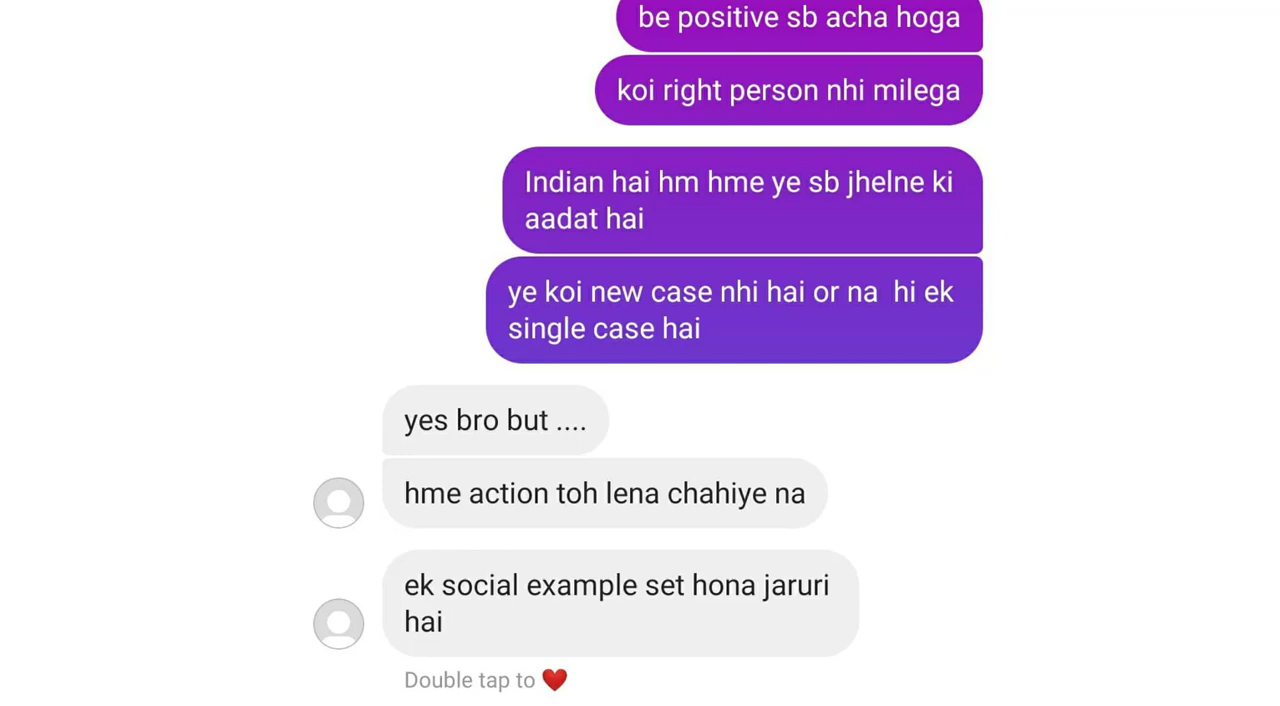 be positive sb acha hoga
koi right person nhi milega
Indian hai hm hme ye sb jhelne ki
aadat hai
ye koi new case nhi hai or na  hi ek
single case hai
yes bro but ....
hme action toh lena chahiye na
ek social example set hona jaruri
hai
Double tap to ❤️